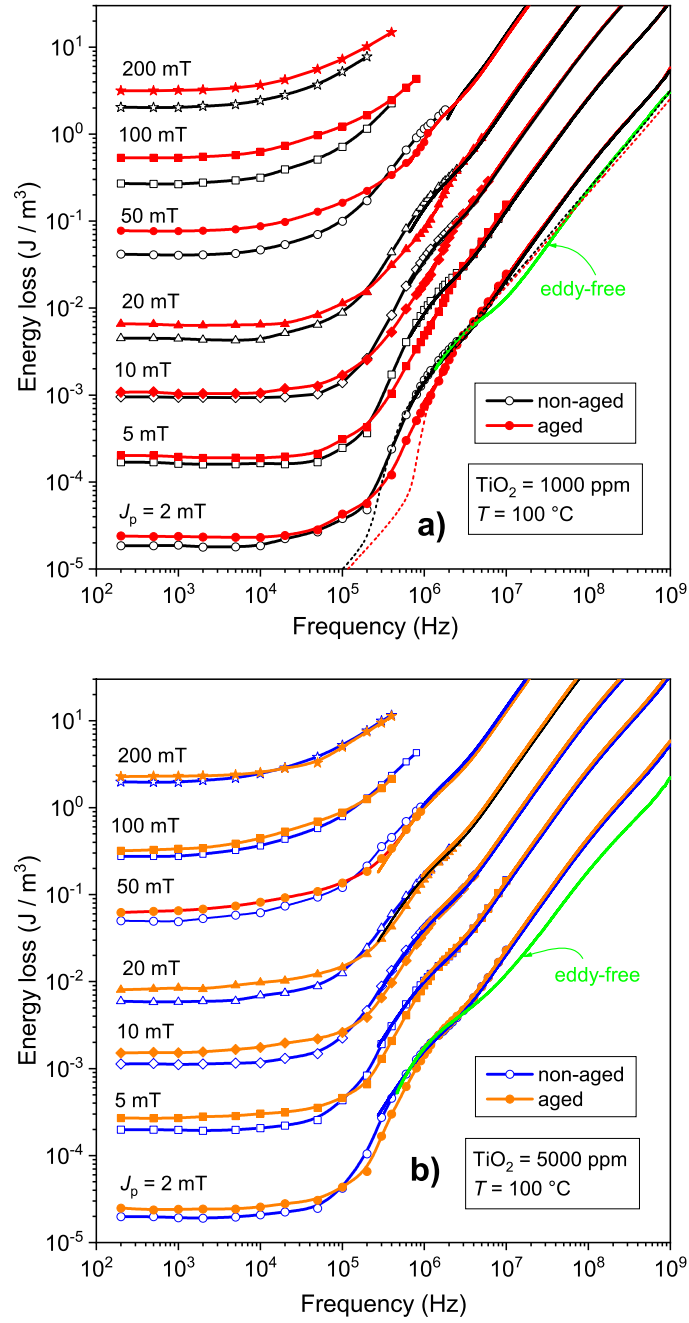 10¹
10⁰
10⁻¹
10⁻²
10⁻³
10⁻⁴
10⁻⁵
Energy loss (J / m³)
200 mT
100 mT
50 mT
20 mT
10 mT
5 mT
Jₚ = 2 mT
eddy-free
non-aged
aged
TiO₂ = 1000 ppm
T = 100 °C
a)
10² 10³ 10⁴ 10⁵ 10⁶ 10⁷ 10⁸ 10⁹
Frequency (Hz)
10¹
10⁰
10⁻¹
10⁻²
10⁻³
10⁻⁴
10⁻⁵
Energy loss (J / m³)
200 mT
100 mT
50 mT
20 mT
10 mT
5 mT
Jₚ = 2 mT
eddy-free
non-aged
aged
TiO₂ = 5000 ppm
T = 100 °C
b)
10² 10³ 10⁴ 10⁵ 10⁶ 10⁷ 10⁸ 10⁹
Frequency (Hz)